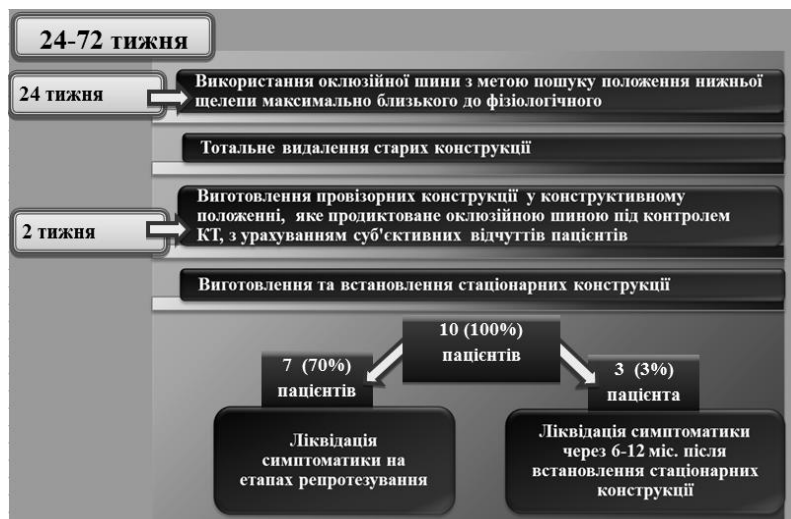 24-72 тижня
24 тижня
Використання оклюзійної шини з метою пошуку положення нижньої
щелепи максимально близького до фізіологічного
Тотальне видалення старих конструкції
2 тижня
Виготовлення провізорних конструкції у конструктивному
положенні, яке продиктоване оклюзійною шиною під контролем
КТ, з урахуванням суб'єктивних відчуттів пацієнтів
Виготовлення та встановлення стаціонарних конструкції
10 (100%)
пацієнтів
7 (70%)
пацієнтів
3 (3%)
пацієнта
Ліквідація
симптоматики на
етапах репротезування
Ліквідація симптоматики
через 6-12 міс. після
встановлення стаціонарних
конструкції